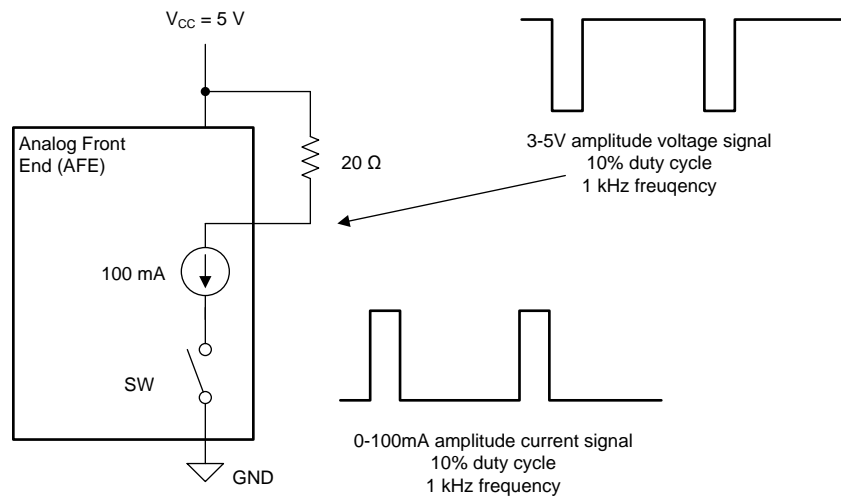 V_CC = 5 V
Analog Front
End (AFE)
20 Ω
3-5V amplitude voltage signal
10% duty cycle
1 kHz freuqency
100 mA
SW
GND
0-100mA amplitude current signal
10% duty cycle
1 kHz frequency